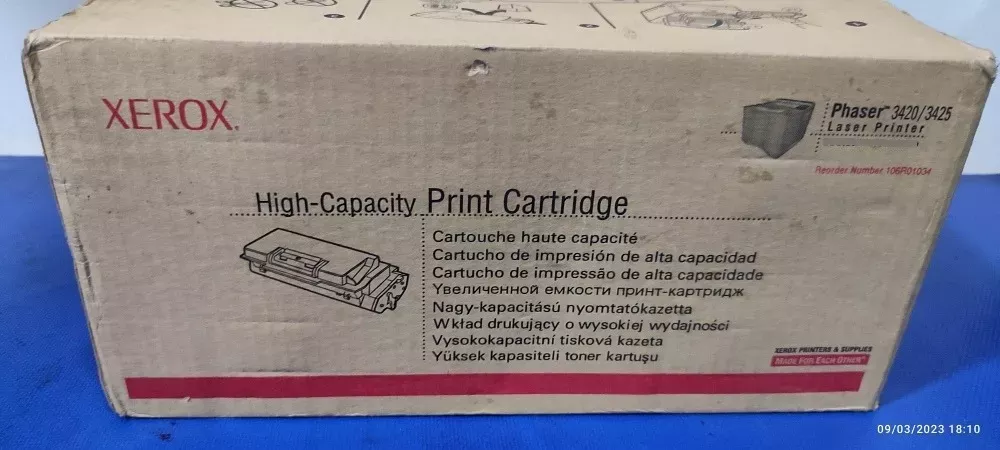 XEROX.
Phaser™ 3420/3425
Laser Printer
Reorder Number 106R01034
High-Capacity Print Cartridge
Cartouche haute capacité
Cartucho de impresión de alta capacidad
Cartucho de impressão de alta capacidade
Увеличенной емкости принт-картридж
Nagy-kapacitású nyomtatókazetta
Wkład drukujący o wysokiej wydajności
Vysokokapacitní tisková kazeta
Yüksek kapasiteli toner kartuşu
XEROX PRINTERS & SUPPLIES
MADE FOR EACH OTHER™
09/03/2023 18:10